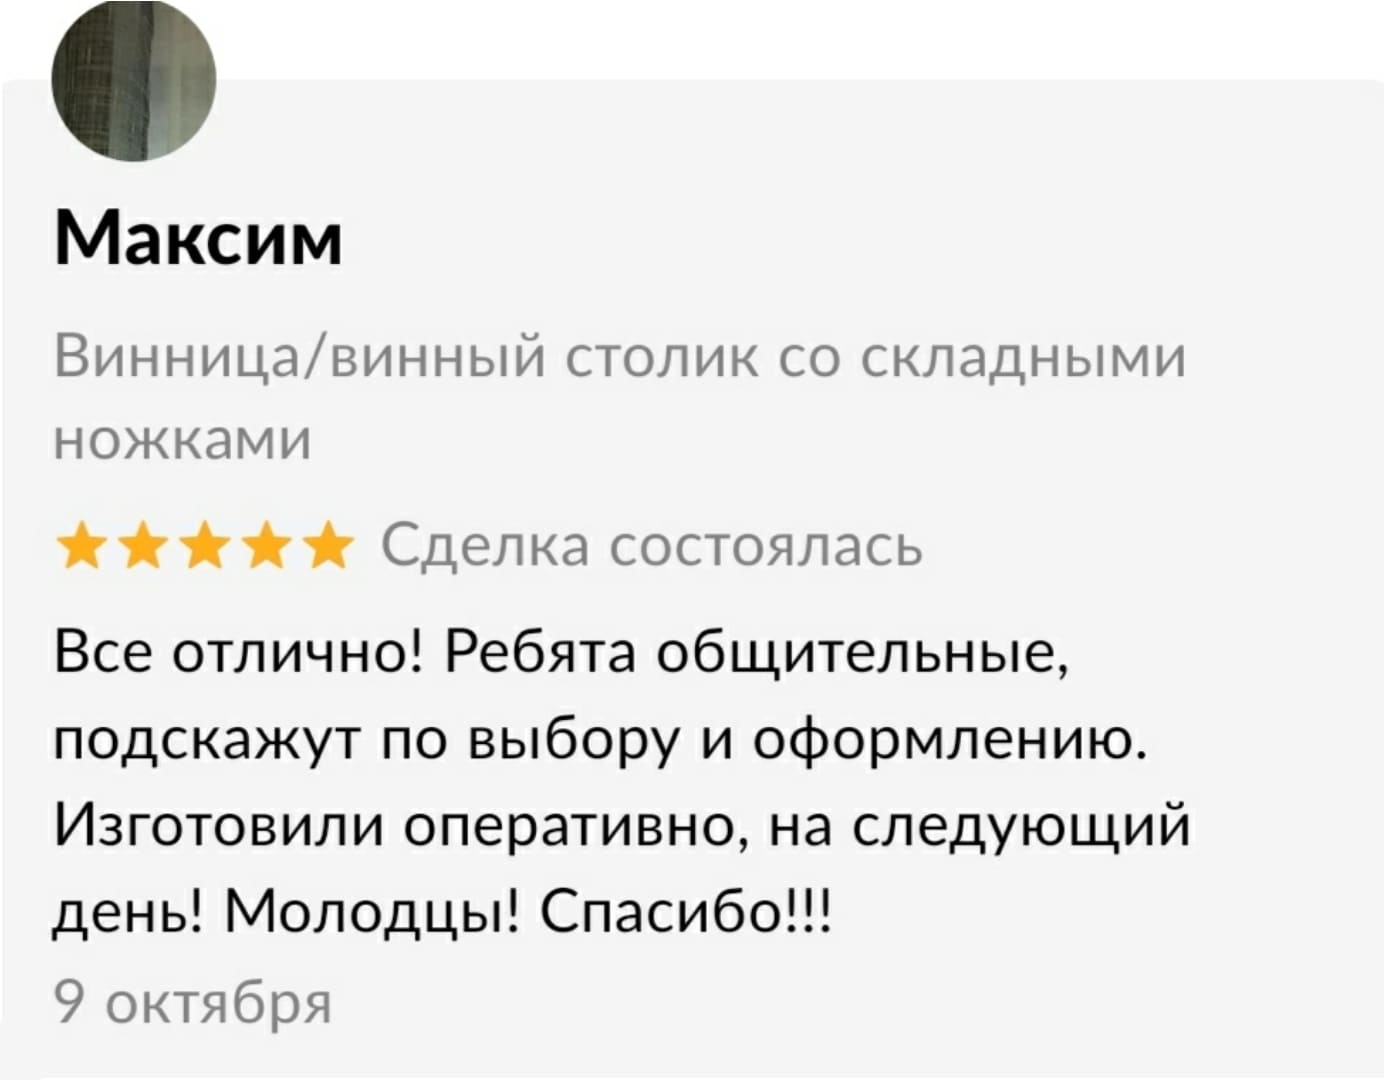 Максим
Винница/винный столик со складными
ножками
Сделка состоялась
Все отлично! Ребята общительные,
подскажут по выбору и оформлению.
Изготовили оперативно, на следующий
день! Молодцы! Спасибо!!!
9 октября